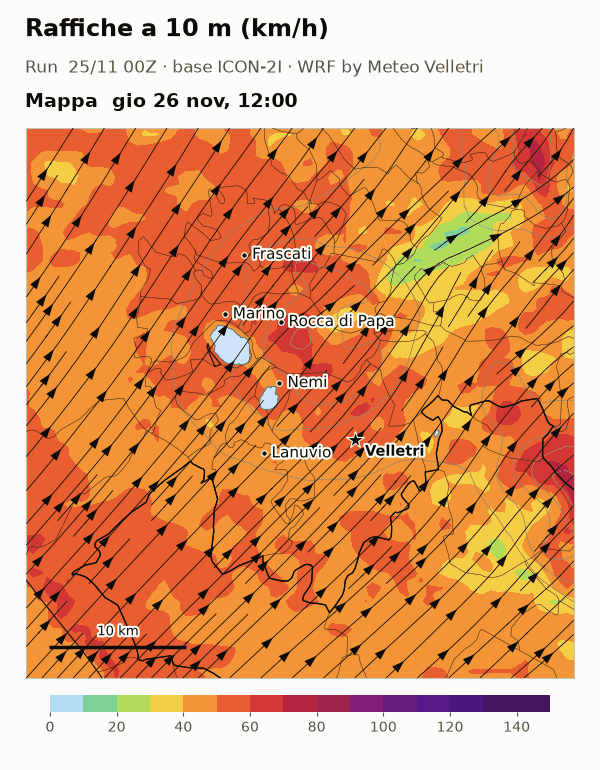 Raffiche a 10 m (km/h)
Run 25/11 00Z · base ICON-2I · WRF by Meteo Velletri
Mappa gio 26 nov, 12:00
Frascati
Marino
Rocca di Papa
Nemi
Velletri
Lanuvio
10 km
0 20 40 60 80 100 120 140